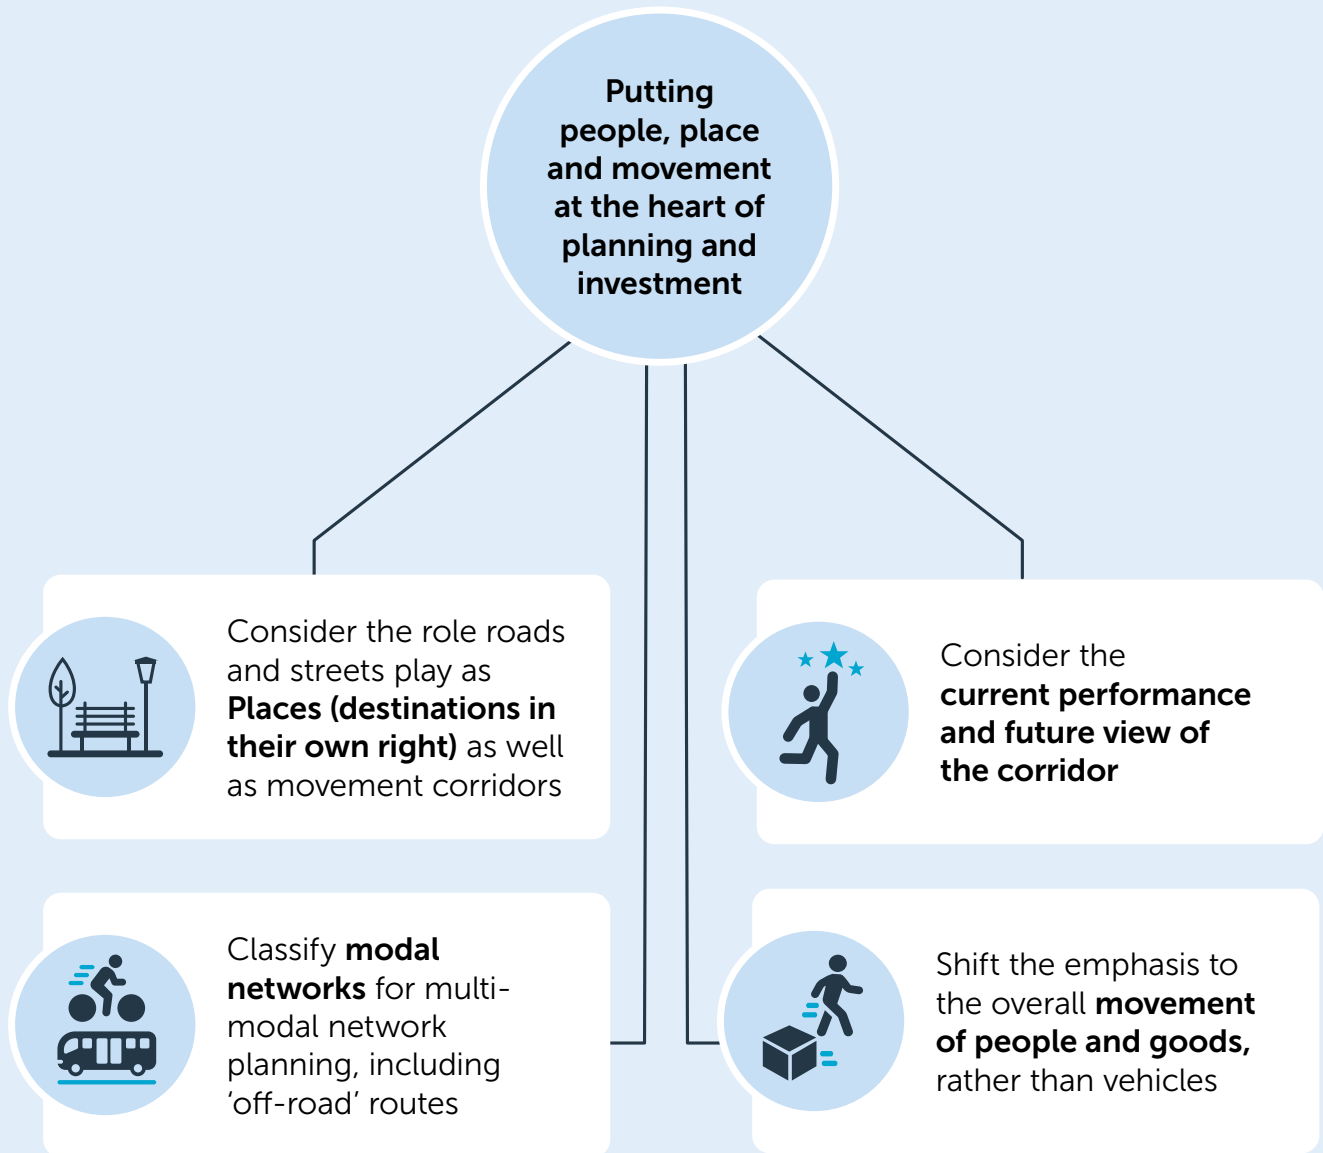 Putting
people, place
and movement
at the heart of
planning and
investment
Consider the role roads
and streets play as
Places (destinations in
their own right) as well
as movement corridors
Consider the
current performance
and future view of
the corridor
Classify modal
networks for multi-
modal network
planning, including
‘off-road’ routes
Shift the emphasis to
the overall movement
of people and goods,
rather than vehicles